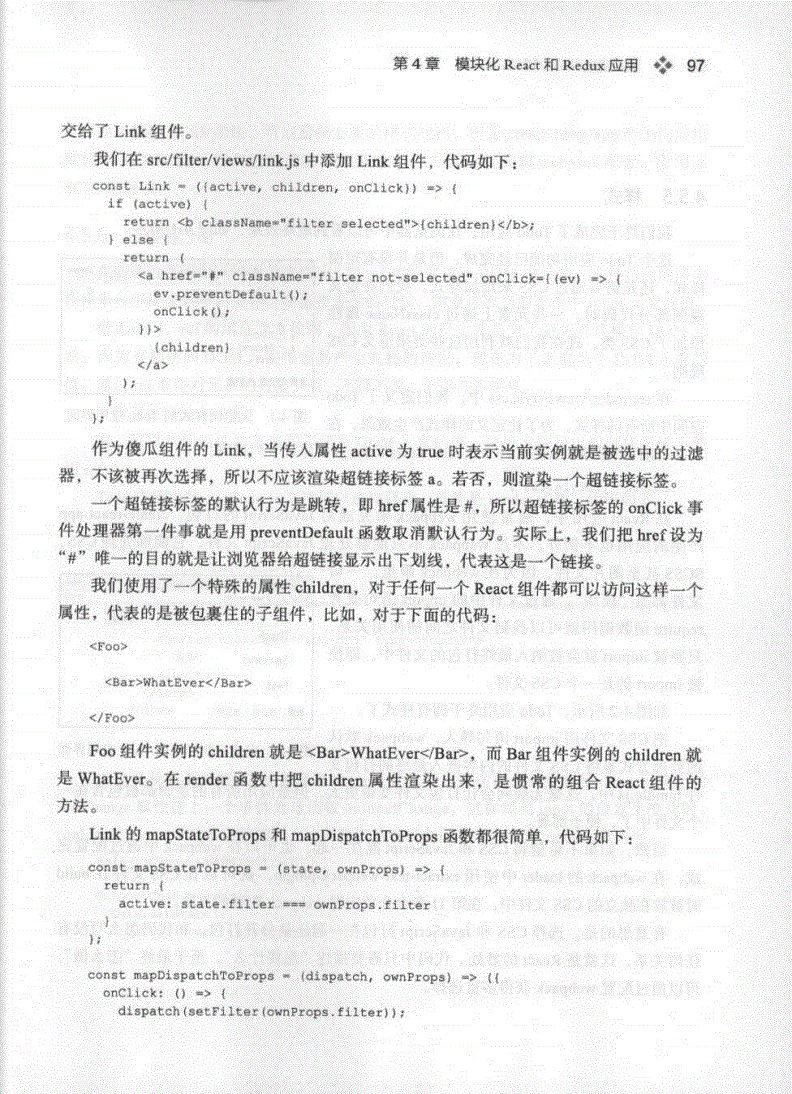 第4章 模块化 React 和 Redux 应用 97
交给了 Link 组件。
我们在 src/filter/views/link.js 中添加 Link 组件，代码如下：
const Link = ({active, children, onClick}) => {
if (active) {
return <b className="filter selected">{children}</b>;
} else {
return (
<a href="#" className="filter not-selected" onClick={(ev) => {
ev.preventDefault();
onClick();
}}>
{children}
</a>
);
}
};
作为傻瓜组件的 Link，当传入属性 active 为 true 时表示当前实例就是被选中的过滤
器，不该被再次选择，所以不应该渲染超链接标签 a。若否，则渲染一个超链接标签。
一个超链接标签的默认行为是跳转，即 href 属性是 #，所以超链接标签的 onClick 事
件处理器第一件事就是用 preventDefault 函数取消默认行为。实际上，我们把 href 设为
“#”唯一的目的就是让浏览器给超链接显示出下划线，代表这是一个链接。
我们使用了一个特殊的属性 children，对于任何一个 React 组件都可以访问这样一个
属性，代表的是被包裹住的子组件，比如，对于下面的代码：
<Foo>
<Bar>WhatEver</Bar>
</Foo>
Foo 组件实例的 children 就是 <Bar>WhatEver</Bar>，而 Bar 组件实例的 children 就
是 WhatEver。在 render 函数中把 children 属性渲染出来，是惯常的组合 React 组件的
方法。
Link 的 mapStateToProps 和 mapDispatchToProps 函数都很简单，代码如下：
const mapStateToProps = (state, ownProps) => {
return {
active: state.filter === ownProps.filter
}
};
const mapDispatchToProps = (dispatch, ownProps) => ({
onClick: () => {
dispatch(setFilter(ownProps.filter));